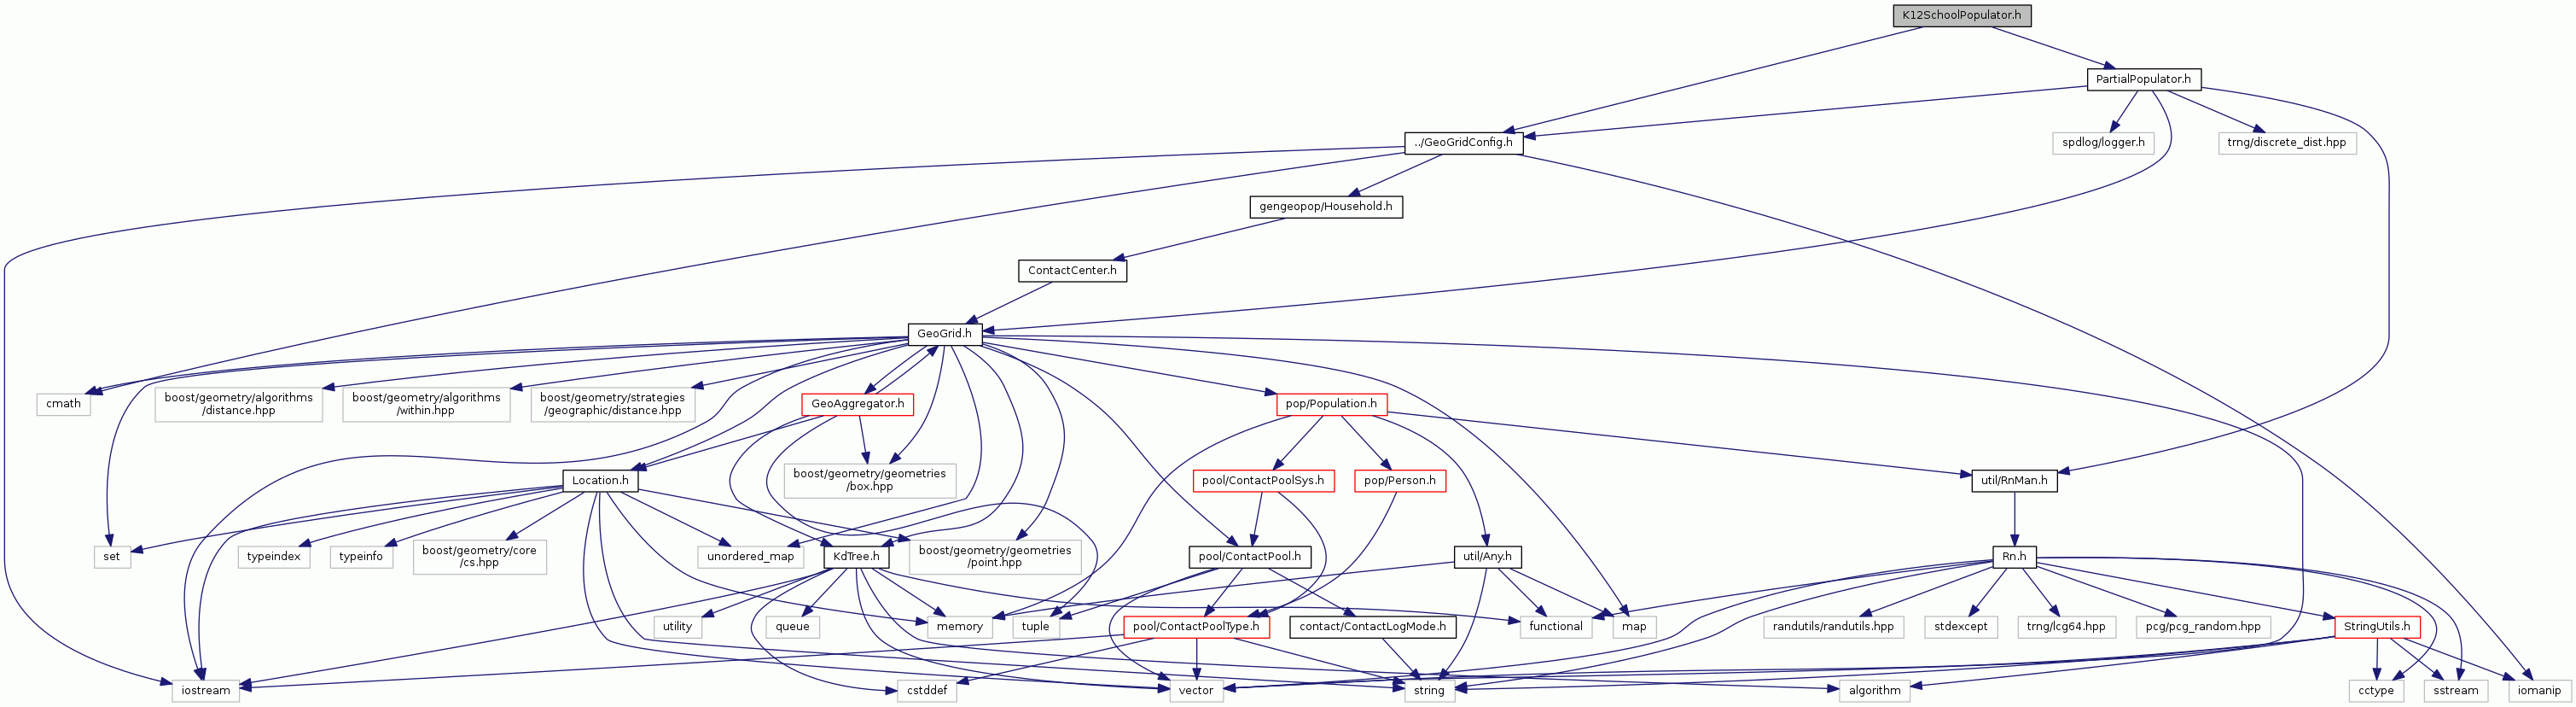 K12SchoolPopulator.h
PartialPopulator.h
../GeoGridConfig.h
spdlog/logger.h
trng/discrete_dist.hpp
gengeopop/Household.h
ContactCenter.h
GeoGrid.h
cmath
boost/geometry/algorithms
/distance.hpp
boost/geometry/algorithms
/within.hpp
boost/geometry/strategies
/geographic/distance.hpp
GeoAggregator.h
pop/Population.h
Location.h
boost/geometry/geometries
/box.hpp
pool/ContactPoolSys.h
pop/Person.h
util/RnMan.h
set
typeindex
typeinfo
boost/geometry/core
/cs.hpp
unordered_map
KdTree.h
boost/geometry/geometries
/point.hpp
pool/ContactPool.h
util/Any.h
Rn.h
utility
queue
memory
tuple
pool/ContactPoolType.h
contact/ContactLogMode.h
functional
map
randutils/randutils.hpp
stdexcept
trng/lcg64.hpp
pcg/pcg_random.hpp
StringUtils.h
iostream
cstddef
vector
string
algorithm
cctype
sstream
iomanip